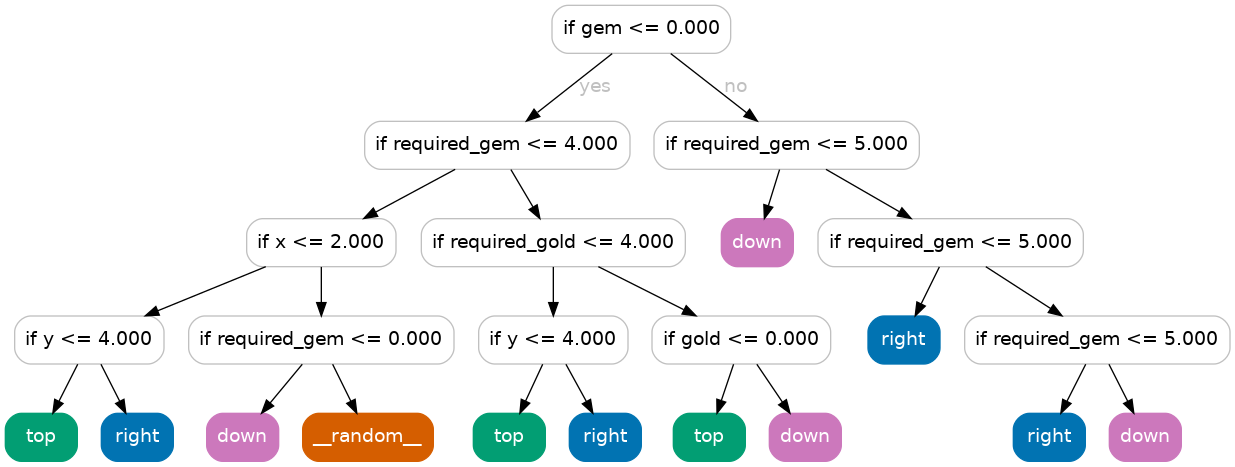 if gem <= 0.000
yes
no
if required_gem <= 4.000
if required_gem <= 5.000
if x <= 2.000
if required_gold <= 4.000
down
if required_gem <= 5.000
if y <= 4.000
if required_gem <= 0.000
if y <= 4.000
if gold <= 0.000
right
if required_gem <= 5.000
top
right
down
__random__
top
right
top
down
right
down